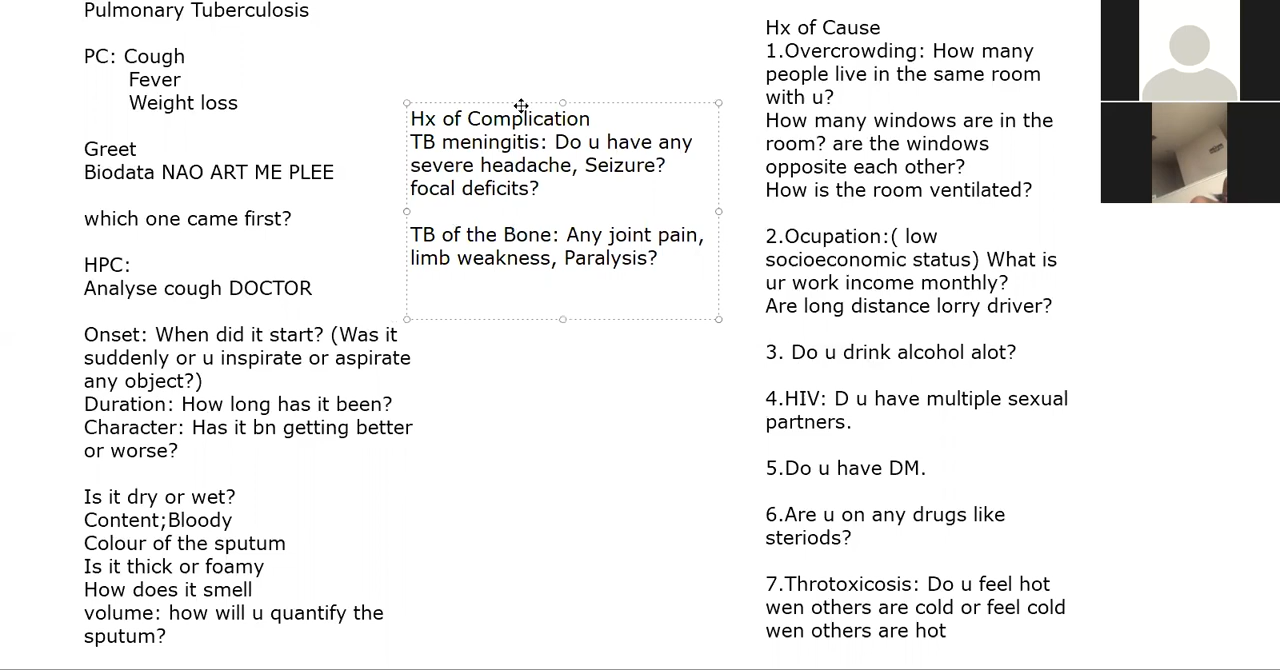 Pulmonary Tuberculosis
PC: Cough
Fever
Weight loss
Greet
Biodata NAO ART ME PLEE
which one came first?
HPC:
Analyse cough DOCTOR
Onset: When did it start? (Was it
suddenly or u inspirate or aspirate
any object?)
Duration: How long has it been?
Character: Has it bn getting better
or worse?
Is it dry or wet?
Content;Bloody
Colour of the sputum
Is it thick or foamy
How does it smell
volume: how will u quantify the
sputum?
Hx of Complication
TB meningitis: Do u have any
severe headache, Seizure?
focal deficits?
TB of the Bone: Any joint pain,
limb weakness, Paralysis?
Hx of Cause
1.Overcrowding: How many
people live in the same room
with u?
How many windows are in the
room? are the windows
opposite each other?
How is the room ventilated?
2.Ocupation:( low
socioeconomic status) What is
ur work income monthly?
Are long distance lorry driver?
3. Do u drink alcohol alot?
4.HIV: D u have multiple sexual
partners.
5.Do u have DM.
6.Are u on any drugs like
steriods?
7.Throtoxicosis: Do u feel hot
wen others are cold or feel cold
wen others are hot